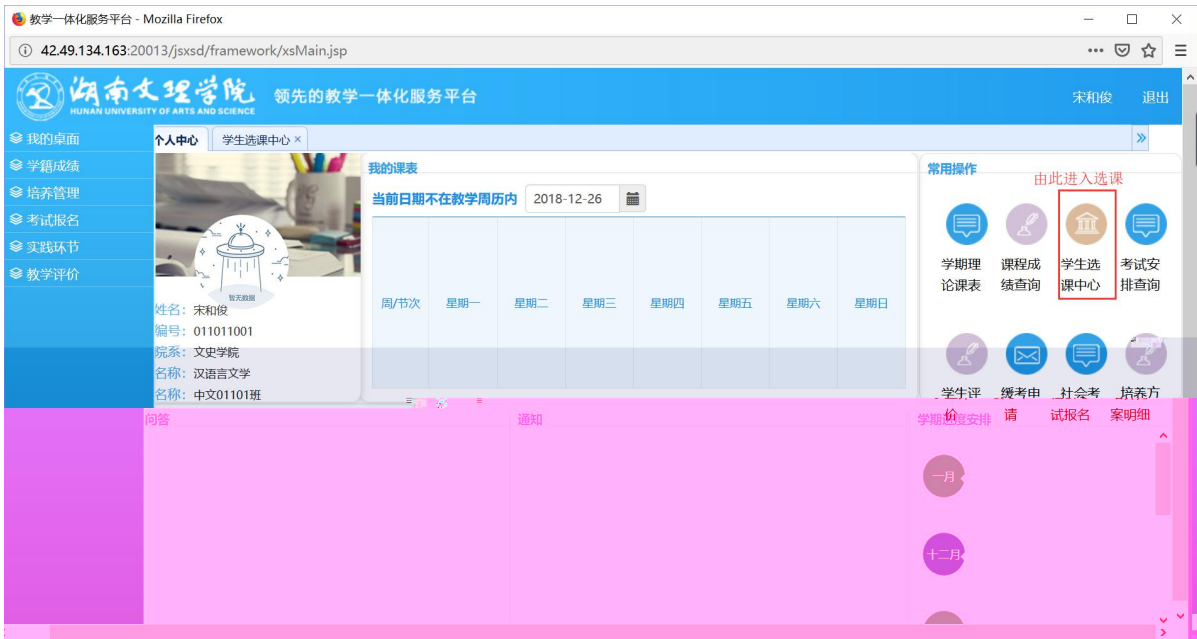 教学一体化服务平台 - Mozilla Firefox
42.49.134.163:20013/jsxsd/framework/xsMain.jsp
湖南文理学院
HUNAN UNIVERSITY OF ARTS AND SCIENCE
领先的教学一体化服务平台
宋和俊 退出
我的桌面
学籍成绩
培养管理
考试报名
实践环节
教学评价
个人中心 学生选课中心 ×
暂无数据
姓名：宋和俊
编号：011011001
院系：文史学院
名称：汉语言文学
名称：中文01101班
我的课表
当前日期不在教学周历内 2018-12-26
周/节次 星期一 星期二 星期三 星期四 星期五 星期六 星期日
常用操作
由此进入选课
学期理论课表
课程成绩查询
学生选课中心
考试安排查询
学生评价
缓考申请
社会考试报名
培养方案明细
问答
通知
学期进度安排
一月
十二月